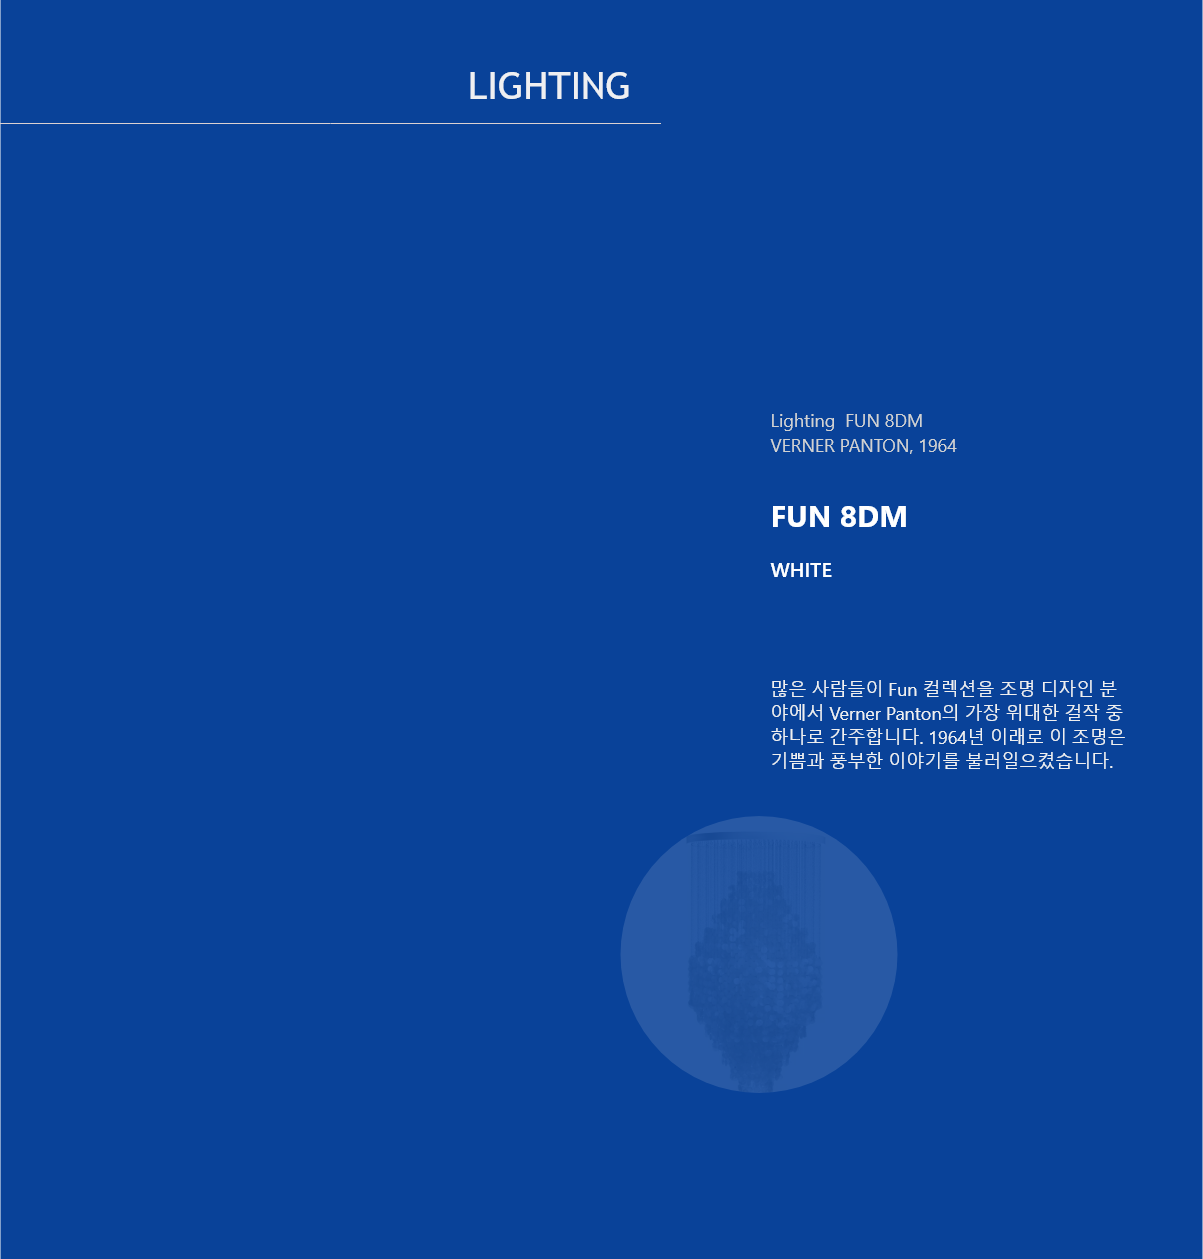 LIGHTING
Lighting  FUN 8DM
VERNER PANTON, 1964
FUN 8DM
WHITE
많은 사람들이 Fun 컬렉션을 조명 디자인 분
야에서 Verner Panton의 가장 위대한 걸작 중
하나로 간주합니다. 1964년 이래로 이 조명은
기쁨과 풍부한 이야기를 불러일으켰습니다.